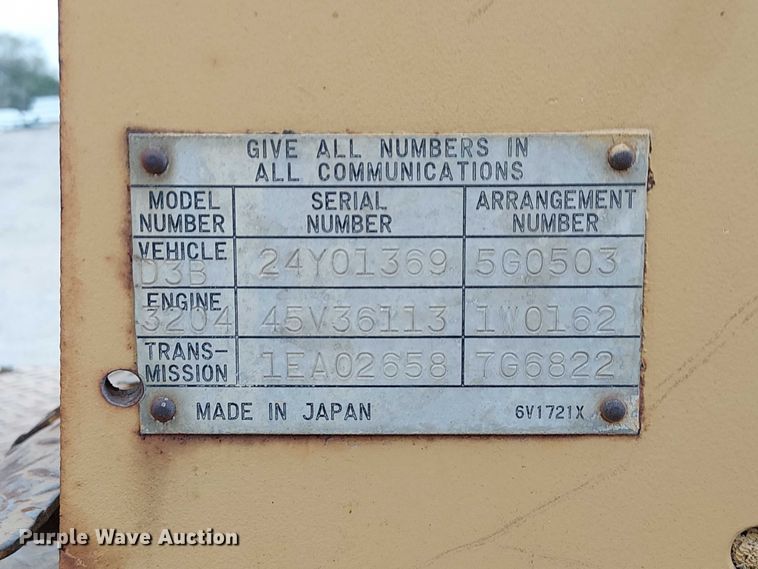 GIVE ALL NUMBERS IN
ALL COMMUNICATIONS
MODEL NUMBER SERIAL NUMBER ARRANGEMENT NUMBER
VEHICLE D3B 24Y01369 5G0503
ENGINE 3204 45V36113 1W0162
TRANS-MISSION 1EA02658 7G6822
MADE IN JAPAN 6V1721X
Purple Wave Auction®